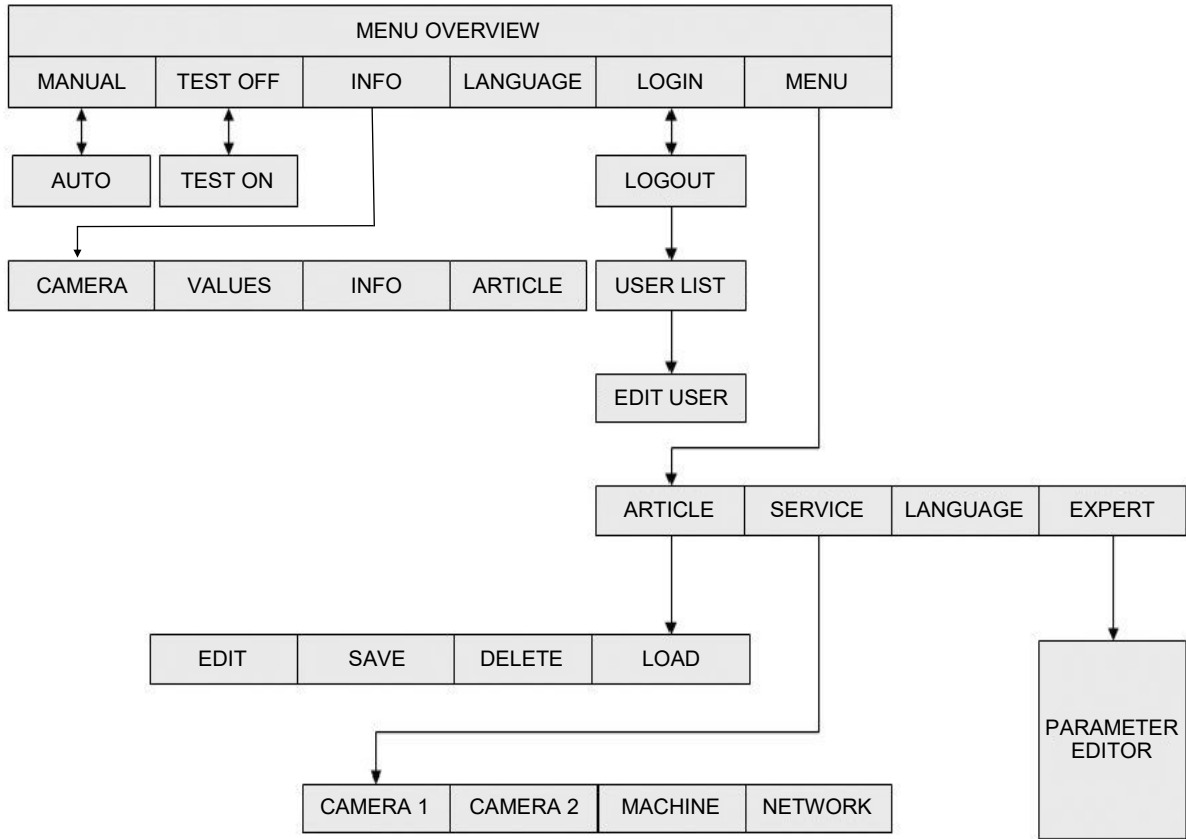 MENU OVERVIEW
MANUAL TEST OFF INFO LANGUAGE LOGIN MENU
AUTO TEST ON LOGOUT
CAMERA VALUES INFO ARTICLE USER LIST
EDIT USER
ARTICLE SERVICE LANGUAGE EXPERT
EDIT SAVE DELETE LOAD
PARAMETER
EDITOR
CAMERA 1 CAMERA 2 MACHINE NETWORK